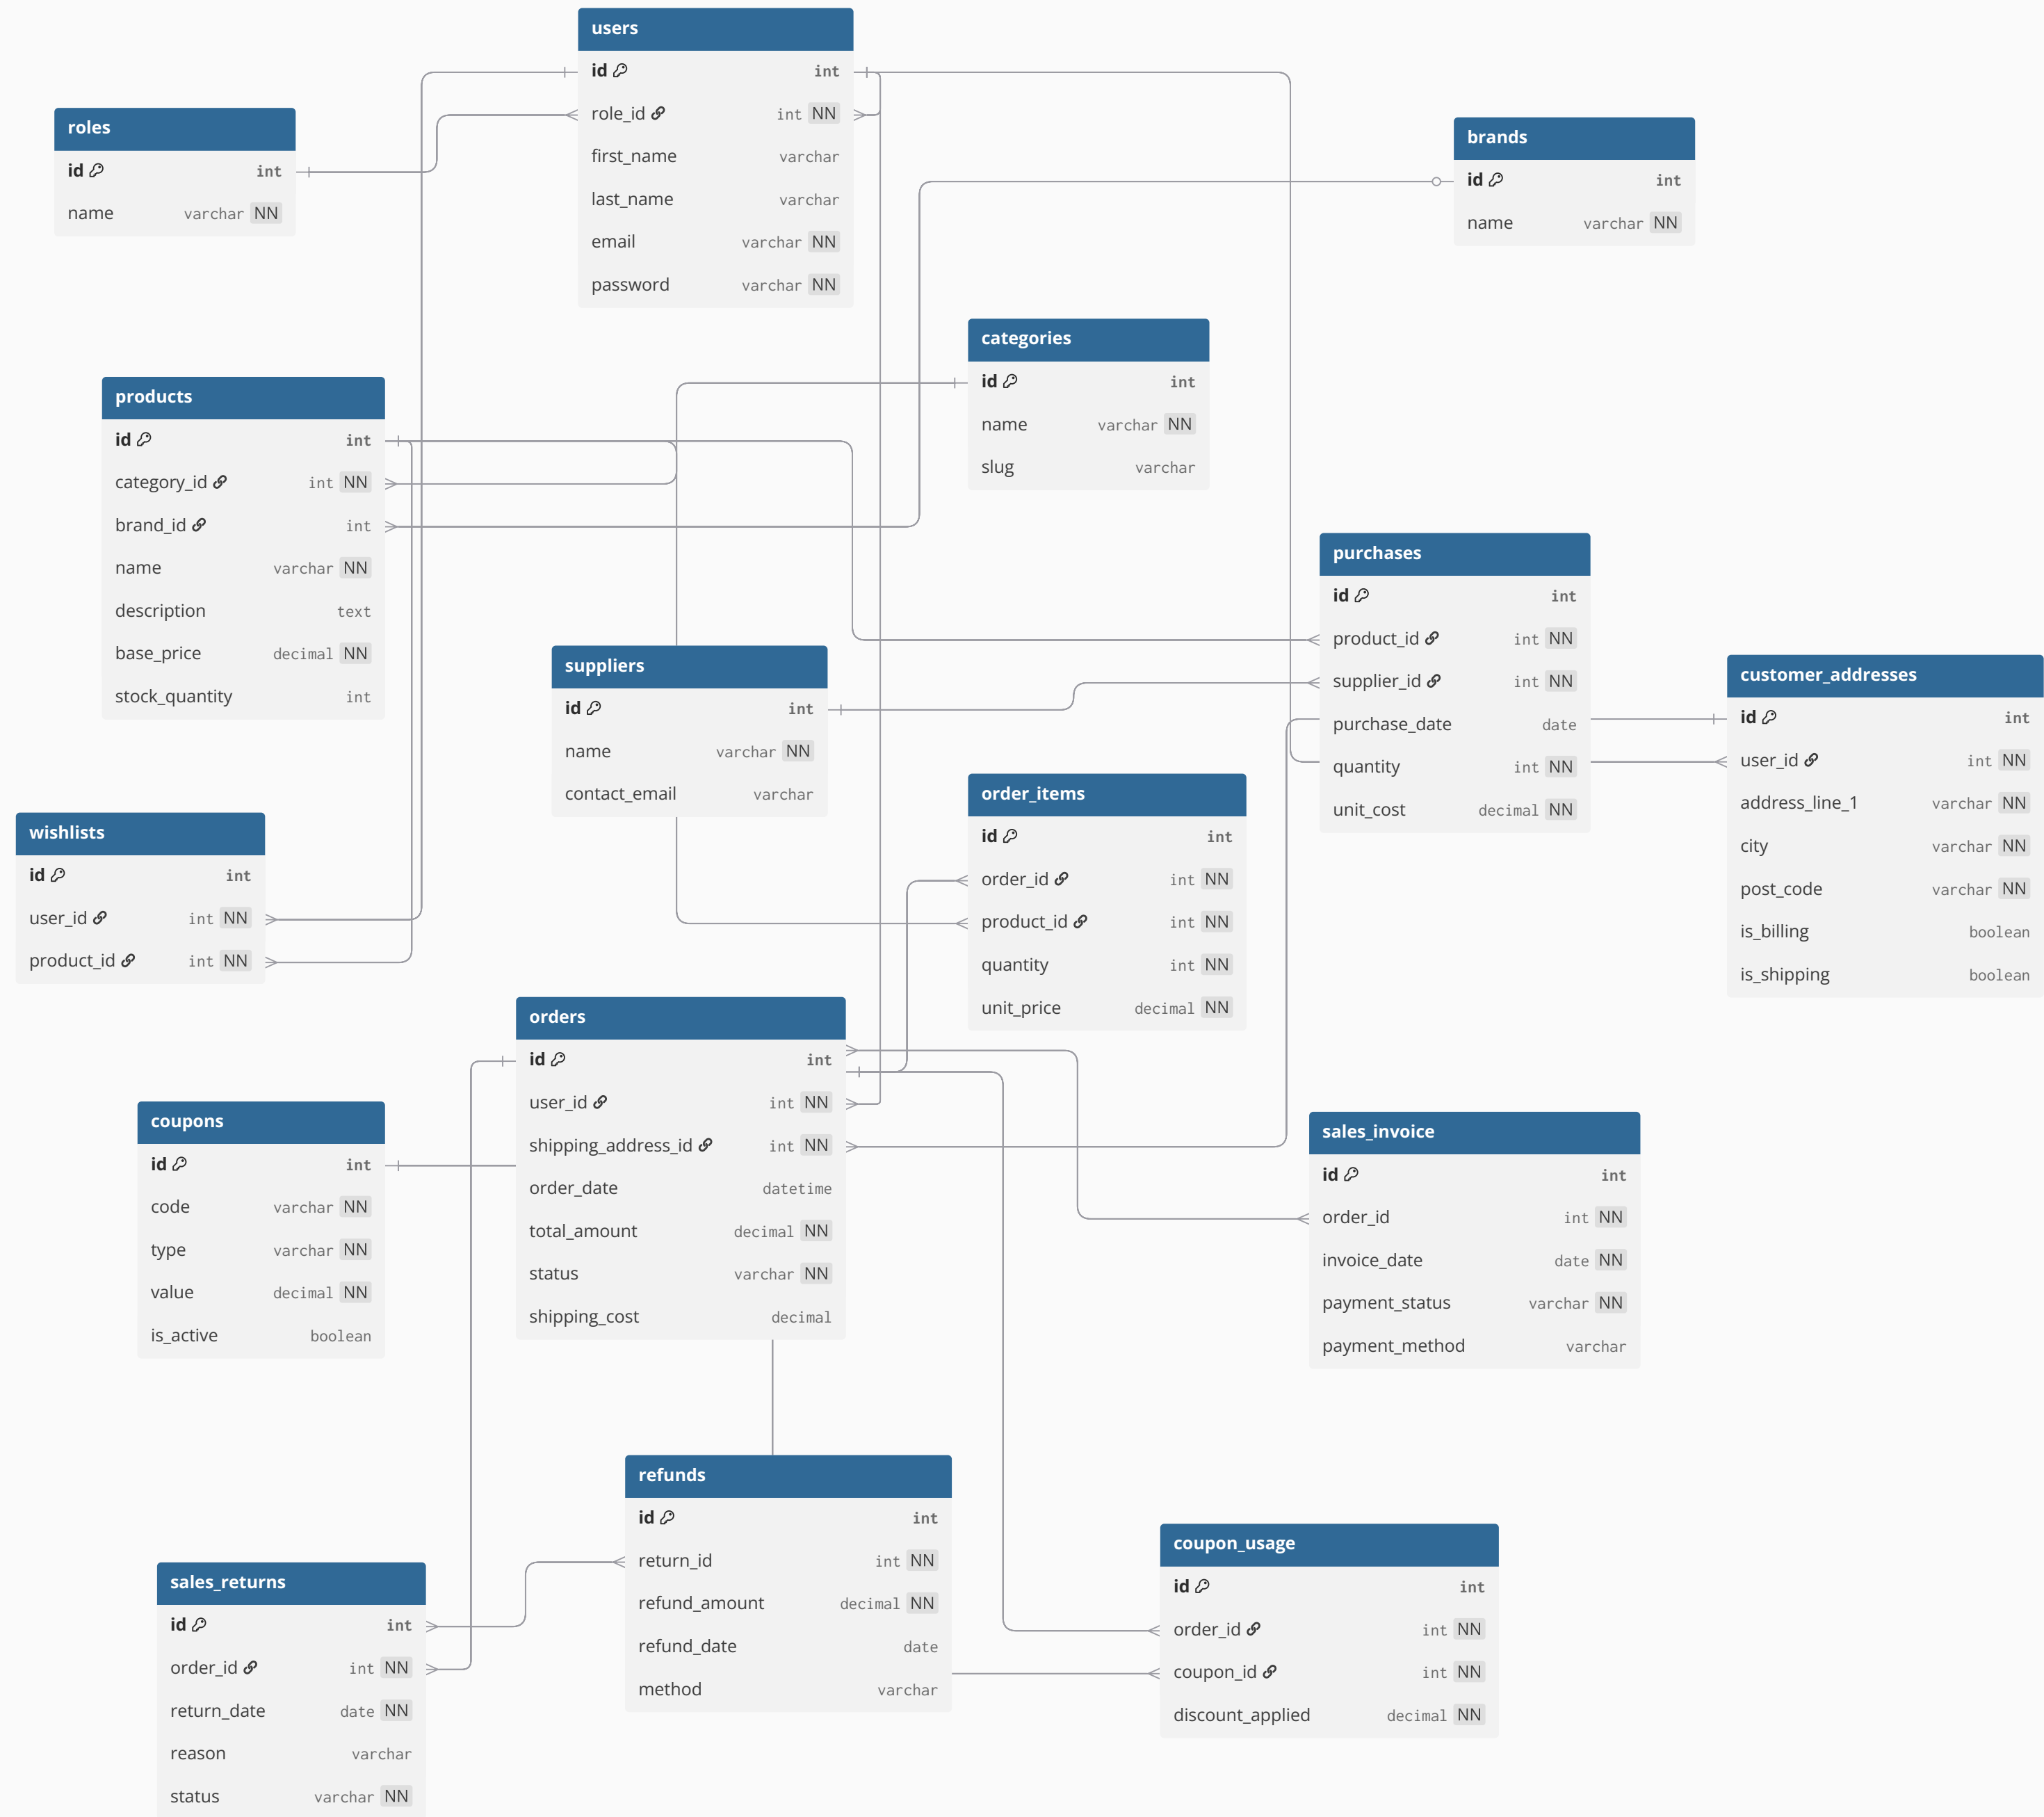 users
id int
role_id int NN
first_name varchar
last_name varchar
email varchar NN
password varchar NN
roles
id int
name varchar NN
brands
id int
name varchar NN
categories
id int
name varchar NN
slug varchar
products
id int
category_id int NN
brand_id int
name varchar NN
description text
base_price decimal NN
stock_quantity int
purchases
id int
product_id int NN
supplier_id int NN
purchase_date date
quantity int NN
unit_cost decimal NN
suppliers
id int
name varchar NN
contact_email varchar
customer_addresses
id int
user_id int NN
address_line_1 varchar NN
city varchar NN
post_code varchar NN
is_billing boolean
is_shipping boolean
order_items
id int
order_id int NN
product_id int NN
quantity int NN
unit_price decimal NN
wishlists
id int
user_id int NN
product_id int NN
orders
id int
user_id int NN
shipping_address_id int NN
order_date datetime
total_amount decimal NN
status varchar NN
shipping_cost decimal
coupons
id int
code varchar NN
type varchar NN
value decimal NN
is_active boolean
sales_invoice
id int
order_id int NN
invoice_date date NN
payment_status varchar NN
payment_method varchar
refunds
id int
return_id int NN
refund_amount decimal NN
refund_date date
method varchar
coupon_usage
id int
order_id int NN
coupon_id int NN
discount_applied decimal NN
sales_returns
id int
order_id int NN
return_date date NN
reason varchar
status varchar NN